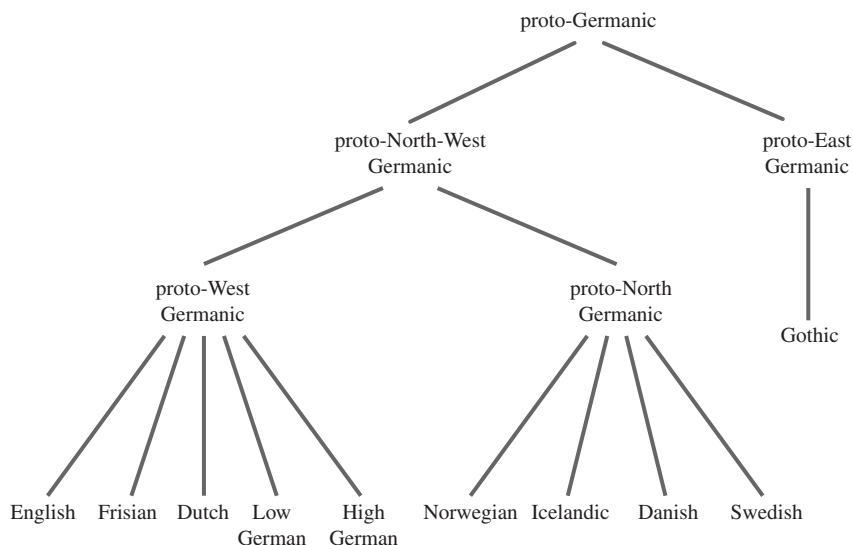 proto-Germanic
proto-North-West
Germanic
proto-East
Germanic
proto-West
Germanic
proto-North
Germanic
Gothic
English
Frisian
Dutch
Low
German
High
German
Norwegian
Icelandic
Danish
Swedish